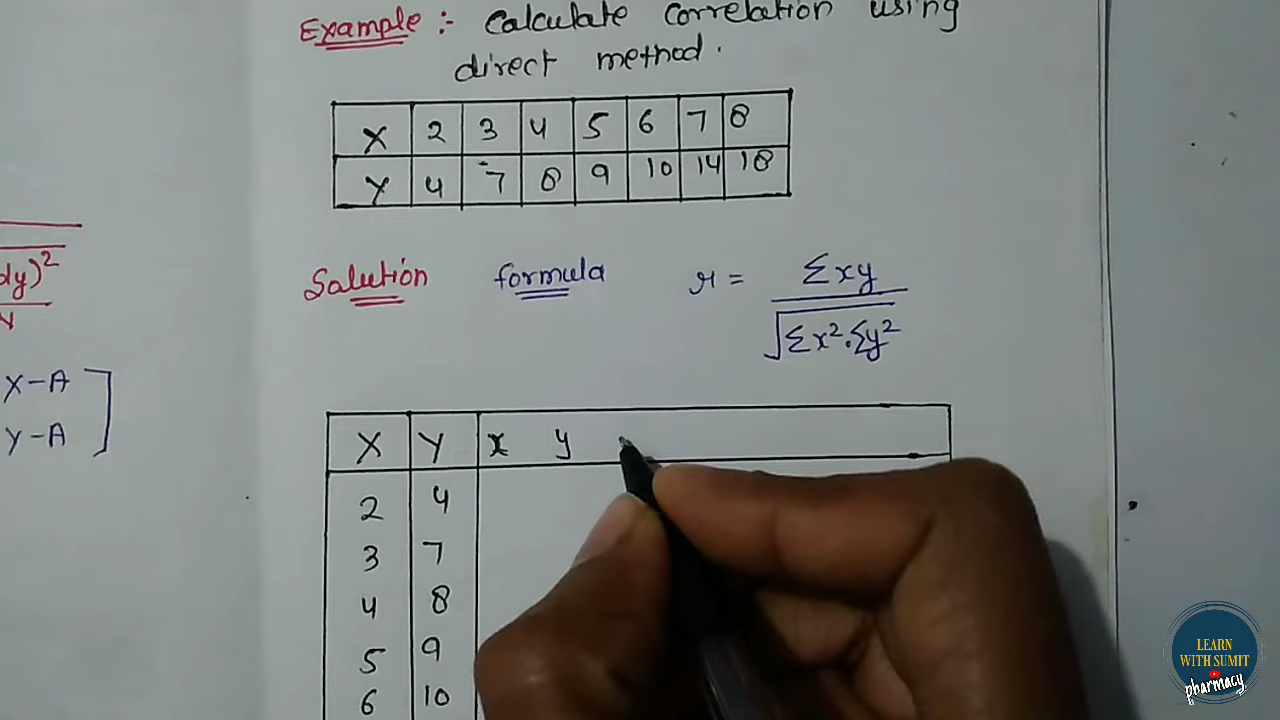 Example :- Calculate correlation using
direct method.
X 2 3 4 5 6 7 8
Y 4 7 8 9 10 14 18
Solution formula r = Σxy
√Σx².Σy²
dy)²
N
X-A
Y-A
X Y x y
2 4
3 7
4 8
5 9
6 10
LEARN
WITH SUMIT
pharmacy